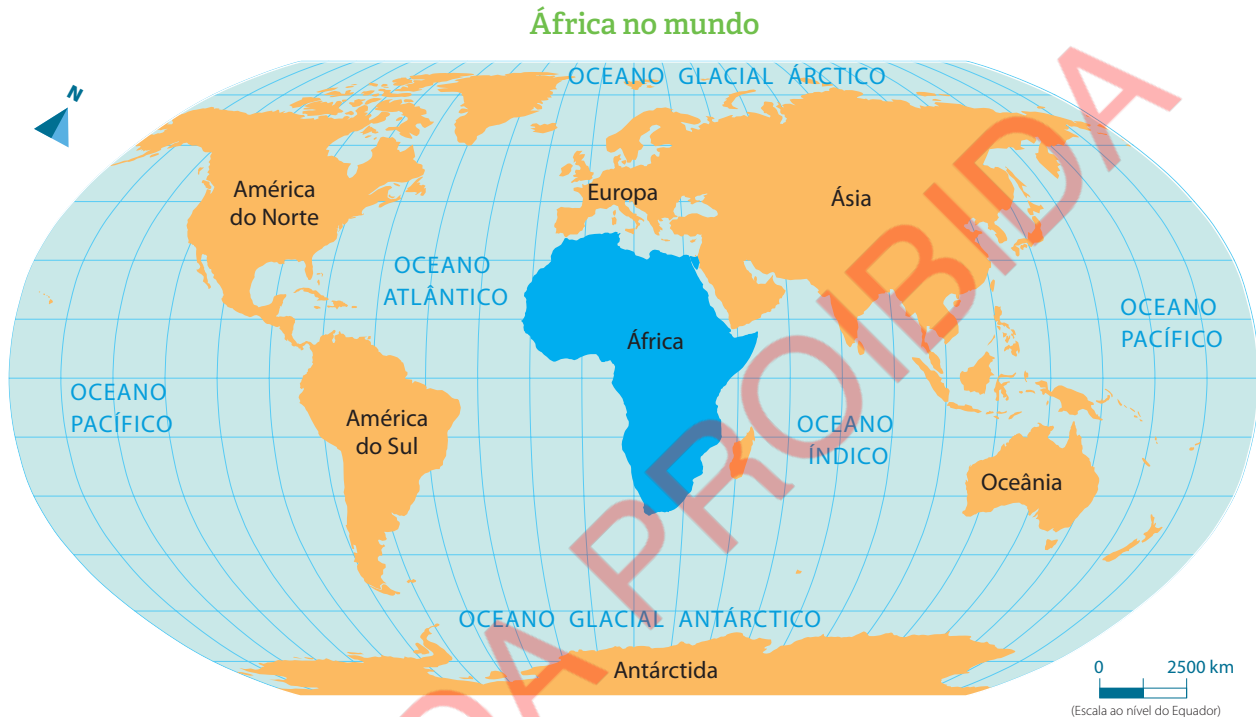 África no mundo
N
OCEANO GLACIAL ÁRCTICO
América
do Norte
Europa
Ásia
OCEANO
ATLÂNTICO
África
OCEANO
PACÍFICO
OCEANO
PACÍFICO
América
do Sul
OCEANO
ÍNDICO
Oceânia
OCEANO GLACIAL ANTÁRCTICO
Antárctida
0 2500 km
(Escala ao nível do Equador)
DA PROIBIDA